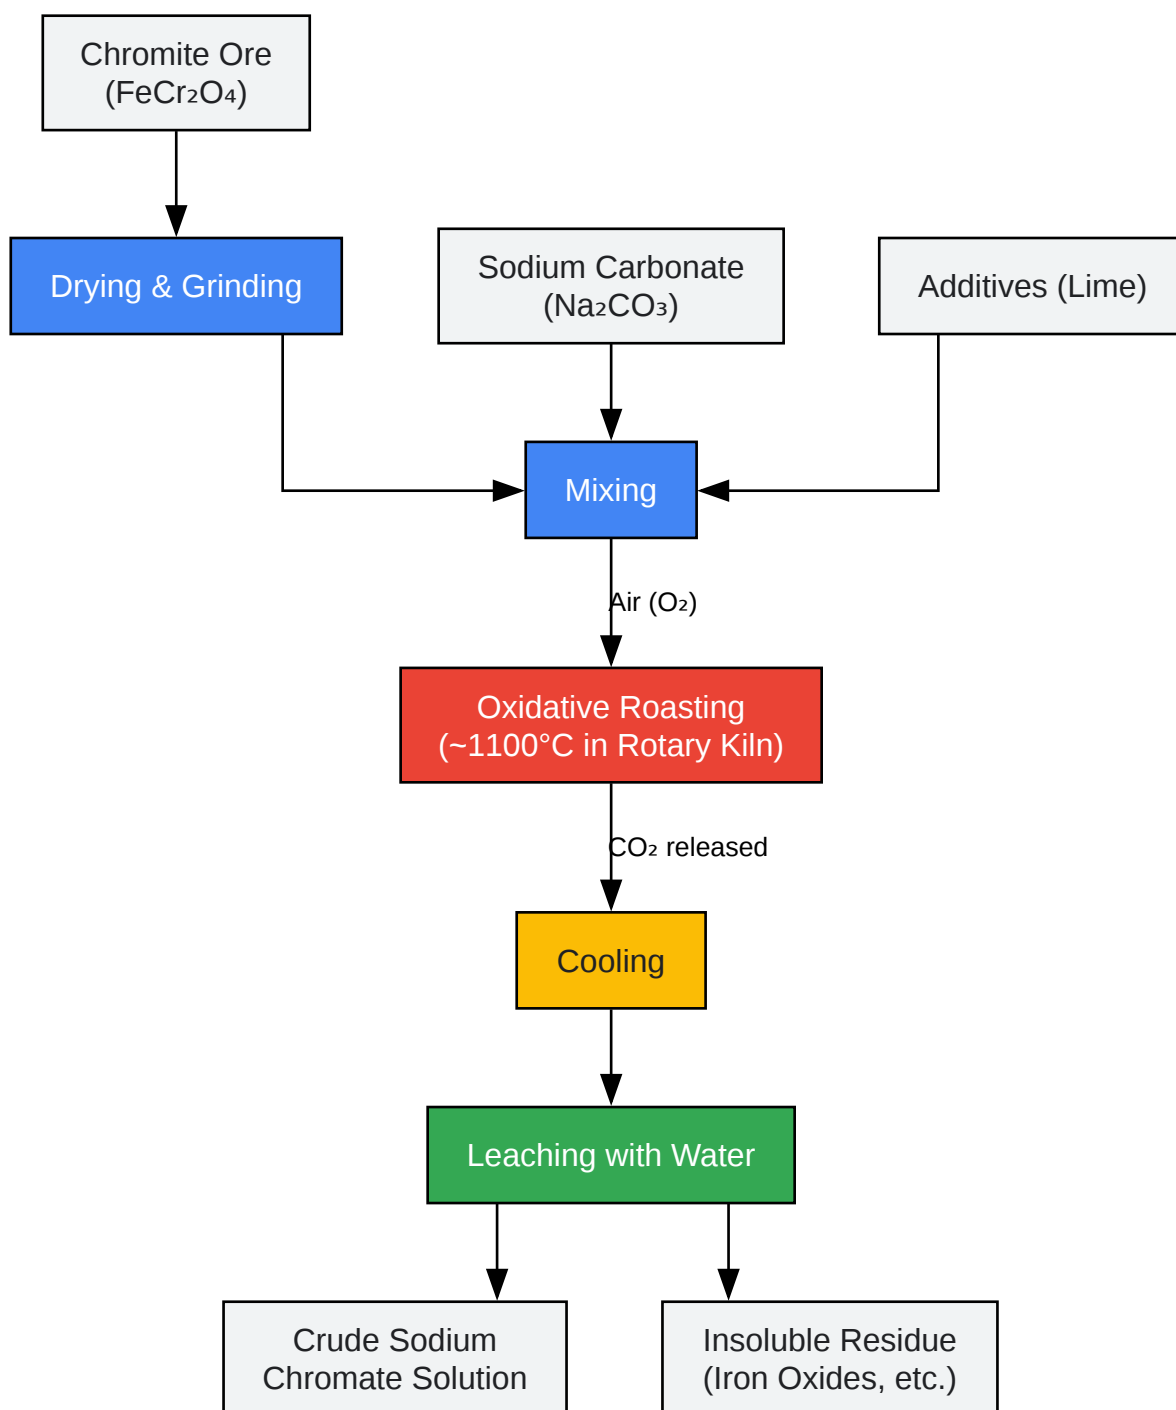 Chromite Ore
(FeCr₂O₄)
Drying & Grinding
Sodium Carbonate
(Na₂CO₃)
Additives (Lime)
Mixing
Air (O₂)
Oxidative Roasting
(~1100°C in Rotary Kiln)
CO₂ released
Cooling
Leaching with Water
Crude Sodium
Chromate Solution
Insoluble Residue
(Iron Oxides, etc.)